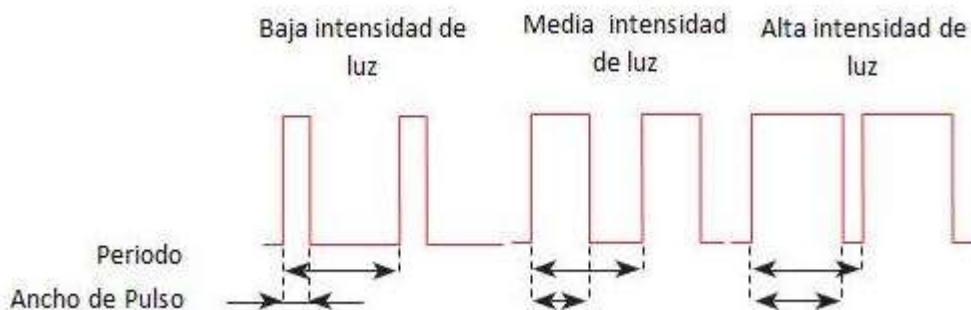 Baja intensidad de
luz
Media intensidad
de luz
Alta intensidad de
luz
Periodo
Ancho de Pulso